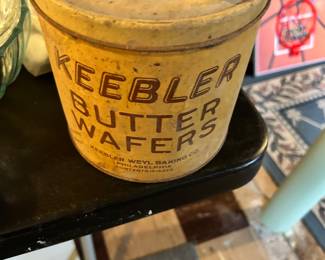 KEEBLER
BUTTER
WAFERS
KEEBLER WEYL BAKING CO.
PHILADELPHIA